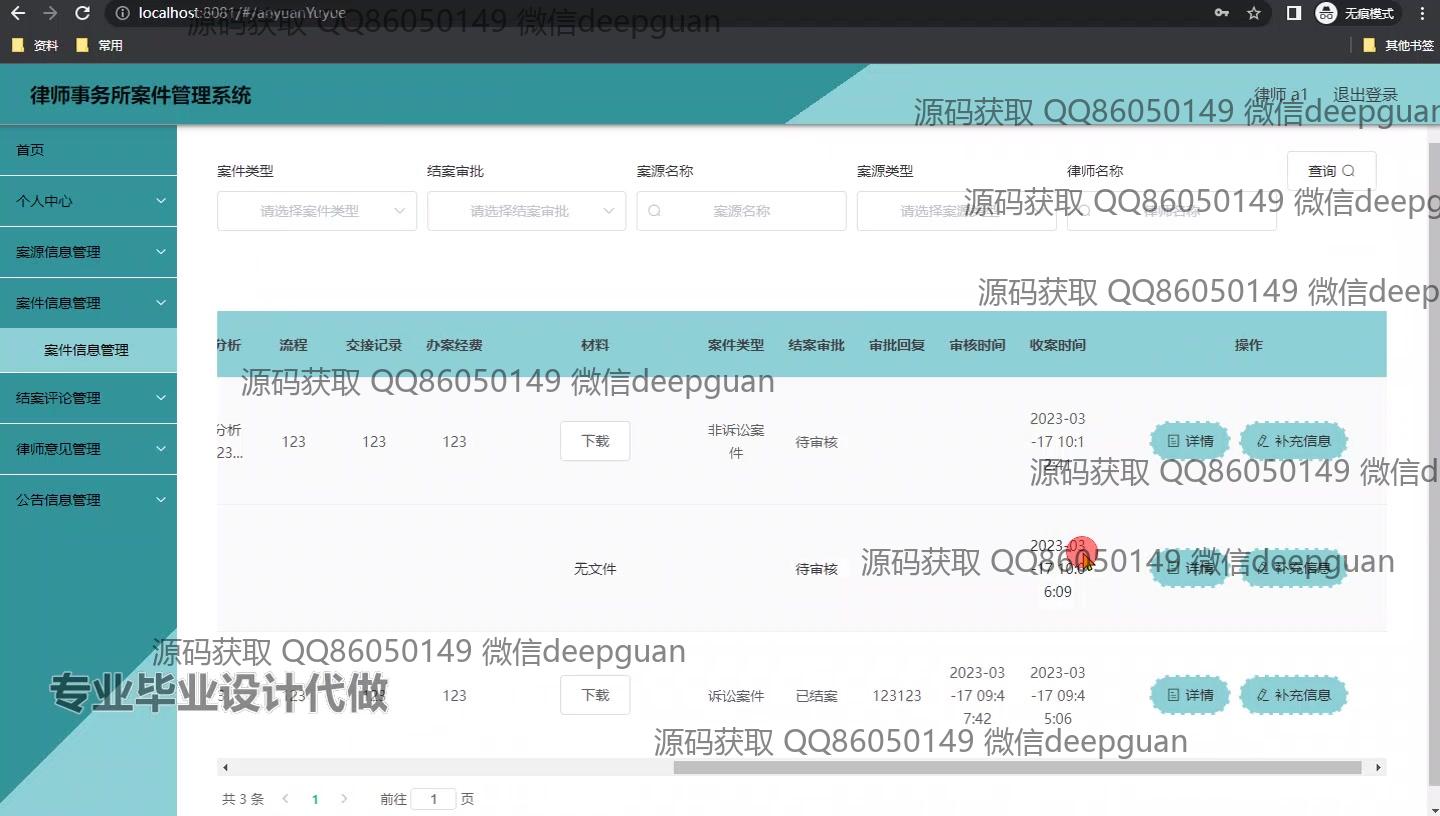 localhost:8081/#/anyuanYuyue
无痕模式
资料
常用
其他书签
源码获取 QQ86050149 微信deepguan
律师事务所案件管理系统
律师 a1
退出登录
源码获取 QQ86050149 微信deepguan
首页
个人中心
案源信息管理
案件信息管理
案件信息管理
结案评论管理
律师意见管理
公告信息管理
案件类型
结案审批
案源名称
案源类型
律师名称
查询
请选择案件类型
请选择结案审批
案源名称
请选择案源类型
律师名称
源码获取 QQ86050149 微信deepg
源码获取 QQ86050149 微信deep
分析
流程
交接记录
办案经费
材料
案件类型
结案审批
审批回复
审核时间
收案时间
操作
源码获取 QQ86050149 微信deepguan
分析
23...
123
123
123
下载
非诉讼案
件
待审核
2023-03
-17 10:1
详情
补充信息
源码获取 QQ86050149 微信d
无文件
待审核
2023-03
-17 10:0
6:09
详情
补充信息
源码获取 QQ86050149 微信deepguan
源码获取 QQ86050149 微信deepguan
专业毕业设计代做
123
123
123
下载
诉讼案件
已结案
123123
2023-03
-17 09:4
7:42
2023-03
-17 09:4
5:06
详情
补充信息
源码获取 QQ86050149 微信deepguan
共 3 条
1
前往
1
页